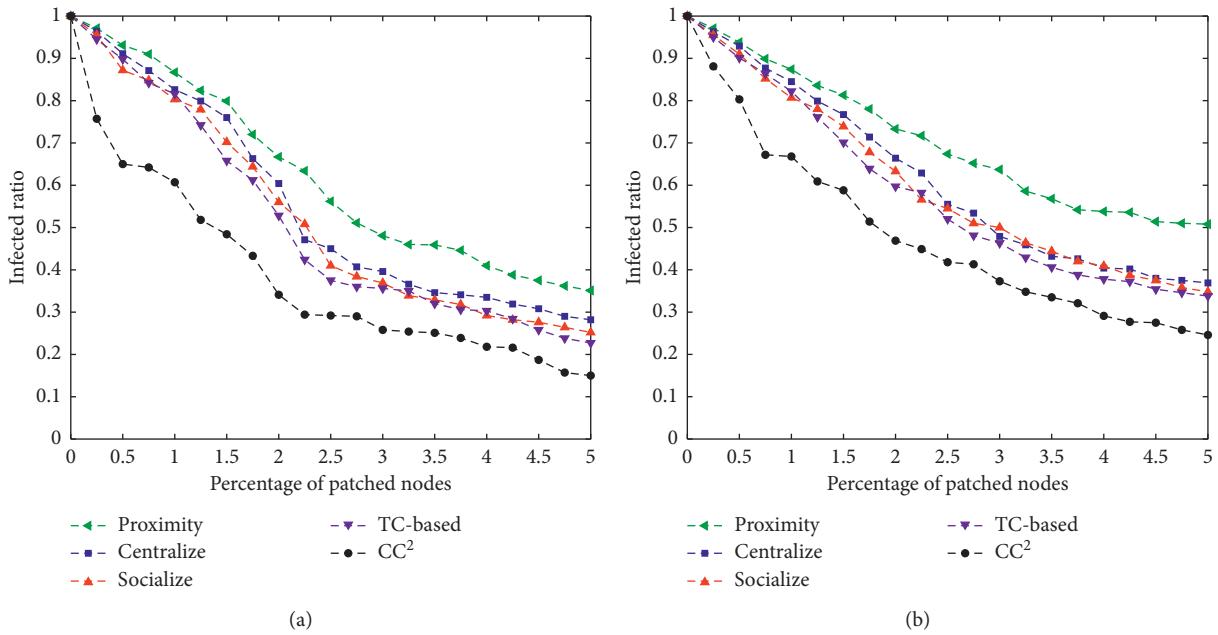 1
0.9
0.8
0.7
0.6
0.5
0.4
0.3
0.2
0.1
0
Infected ratio
0 0.5 1 1.5 2 2.5 3 3.5 4 4.5 5
Percentage of patched nodes
Proximity
Centralize
Socialize
TC-based
CC²
(a)
1
0.9
0.8
0.7
0.6
0.5
0.4
0.3
0.2
0.1
0
Infected ratio
0 0.5 1 1.5 2 2.5 3 3.5 4 4.5 5
Percentage of patched nodes
Proximity
Centralize
Socialize
TC-based
CC²
(b)